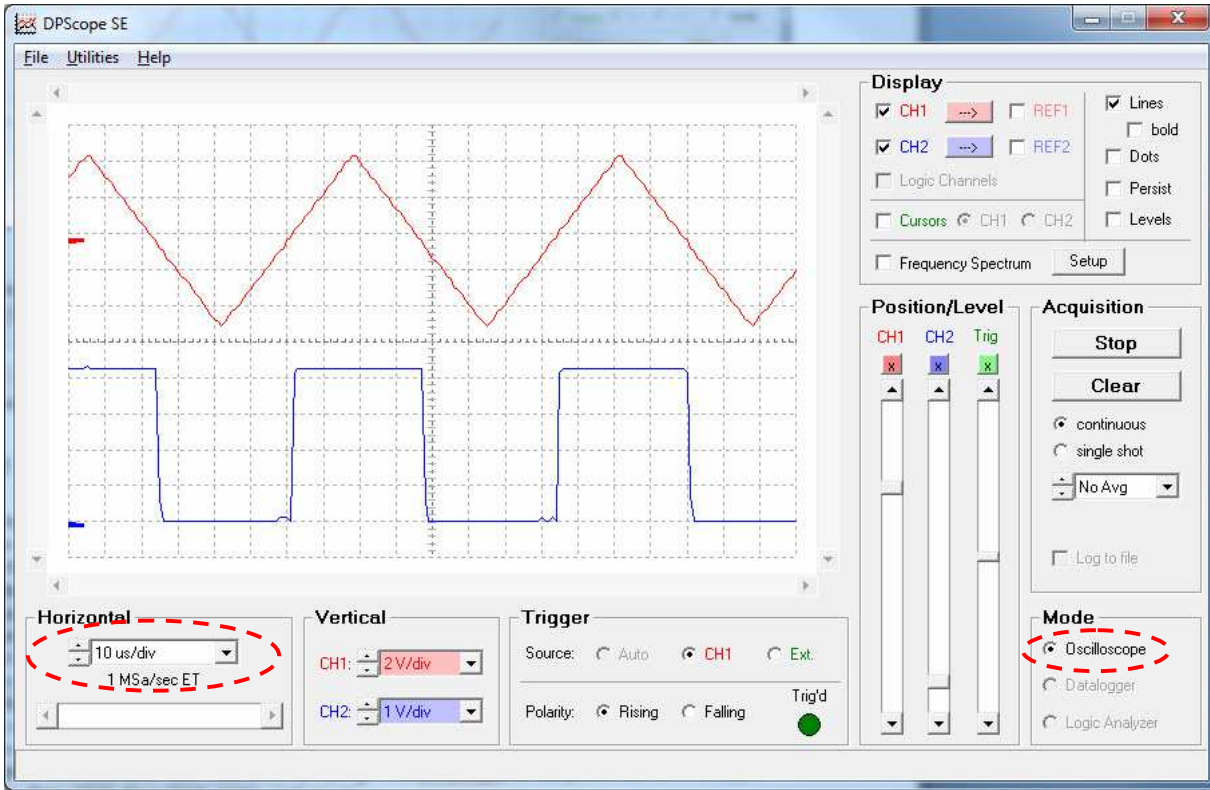 DPScope SE
File Utilities Help
Display
CH1 ---> REF1
CH2 ---> REF2
Logic Channels
Cursors CH1 CH2
Frequency Spectrum Setup
Lines
bold
Dots
Persist
Levels
Position/Level
CH1 CH2 Trig
x x x
Acquisition
Stop
Clear
continuous
single shot
No Avg
Log to file
Horizontal
10 us/div
1 MSa/sec ET
Vertical
CH1: 2 V/div
CH2: 1 V/div
Trigger
Source: Auto CH1 Ext.
Trig'd
Polarity: Rising Falling
Mode
Oscilloscope
Datalogger
Logic Analyzer